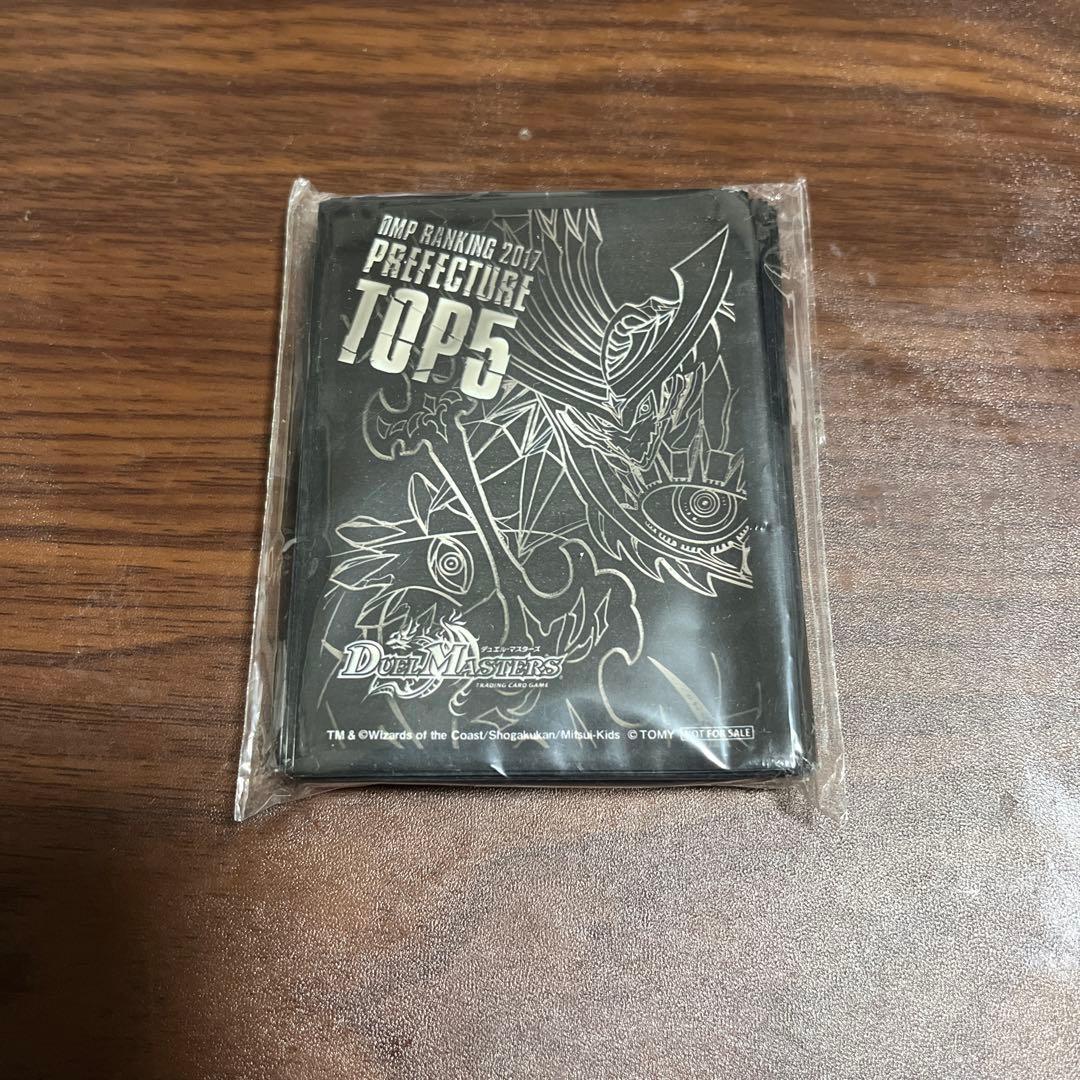 DMP RANKING 2017
PREFECTURE
TOP5
デュエル・マスターズ
DUEL MASTERS
TRADING CARD GAME
TM & ©Wizards of the Coast/Shogakukan/Mitsui-Kids ©TOMY NOT FOR SALE